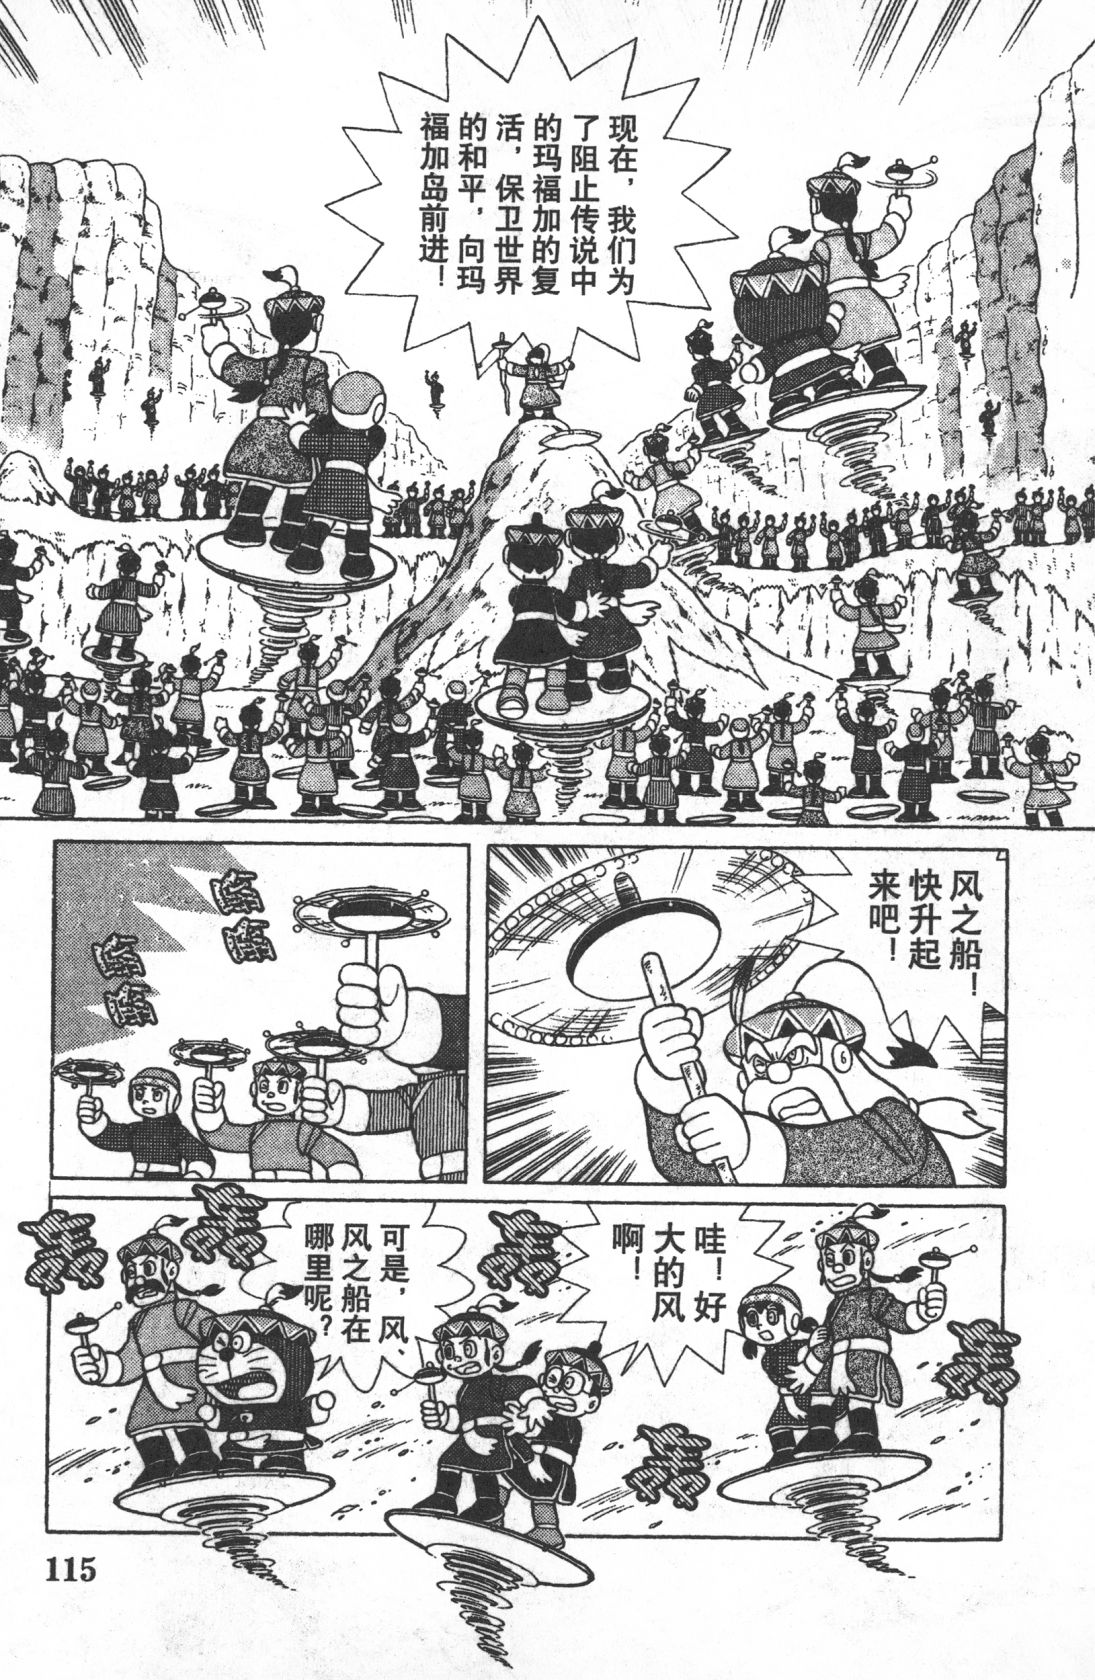 现在，我们为
了阻止传说中
的玛福加的复
活，保卫世界
的和平，向玛
福加岛前进！
风之船！
快升起
来吧！
哇！好
大的风
啊！
可是，风、
风之船在
哪里呢？
115